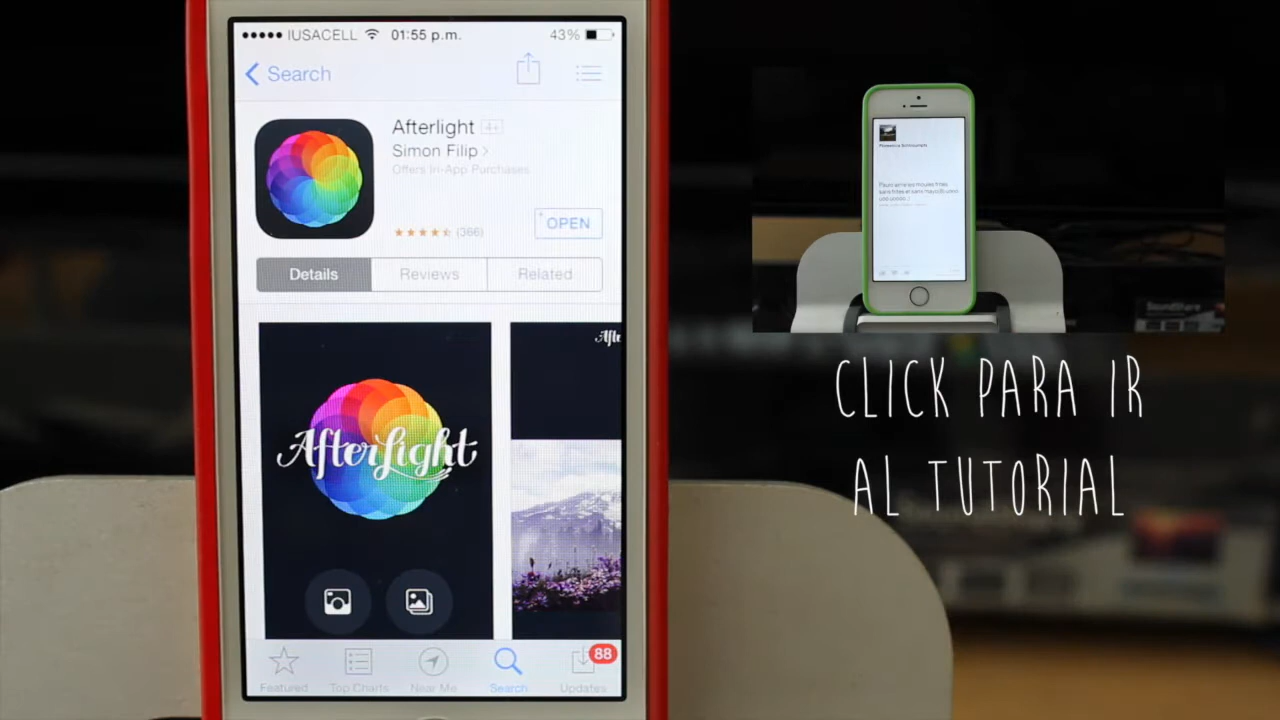 IUSACELL 01:55 p.m. 43%
Search
Afterlight 4+
Simon Filip
Offers In-App Purchases
(366)
OPEN
Details Reviews Related
AfterLight
Featured Top Charts Near Me Search Updates
88
CLICK PARA IR
AL TUTORIAL